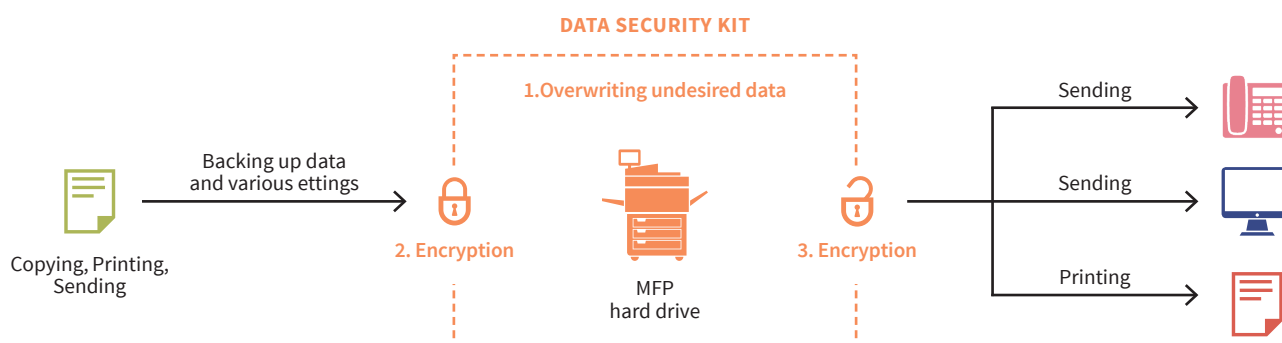 DATA SECURITY KIT
1.Overwriting undesired data
Copying, Printing,
Sending
Backing up data
and various ettings
2. Encryption
MFP
hard drive
3. Encryption
Sending
Sending
Printing